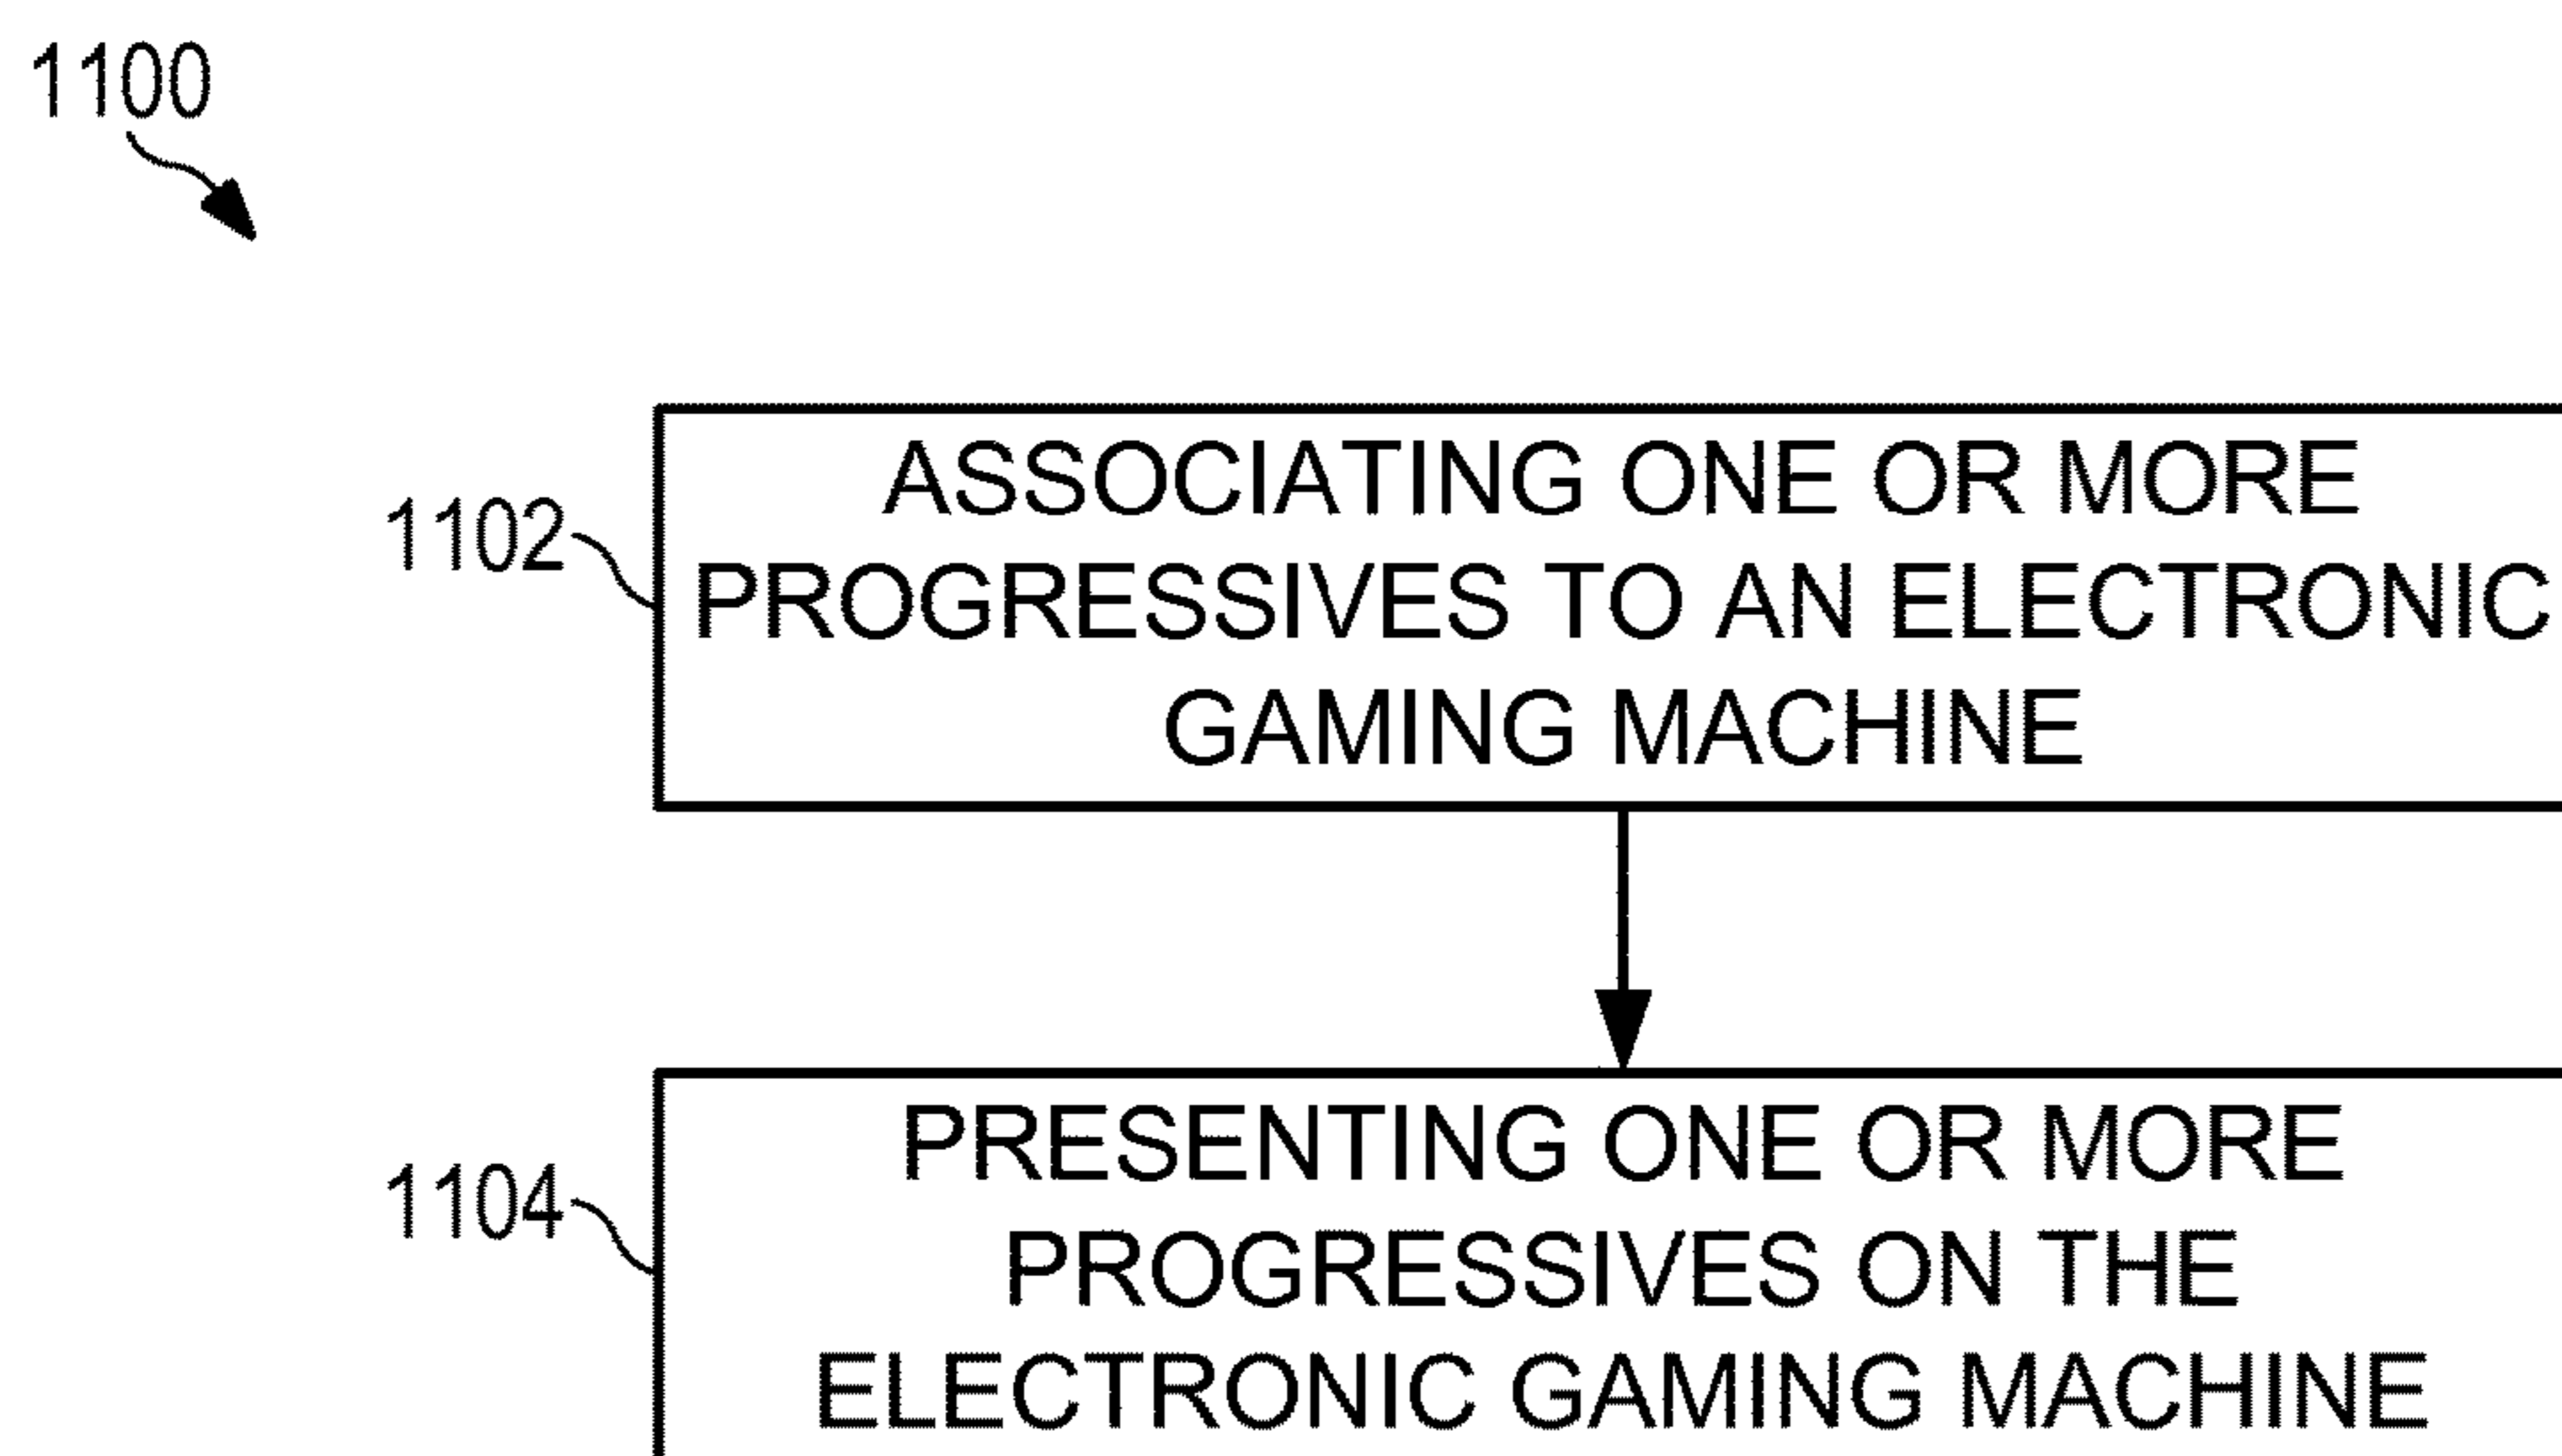 1100
1102
ASSOCIATING ONE OR MORE
PROGRESSIVES TO AN ELECTRONIC
GAMING MACHINE
1104
PRESENTING ONE OR MORE
PROGRESSIVES ON THE
ELECTRONIC GAMING MACHINE